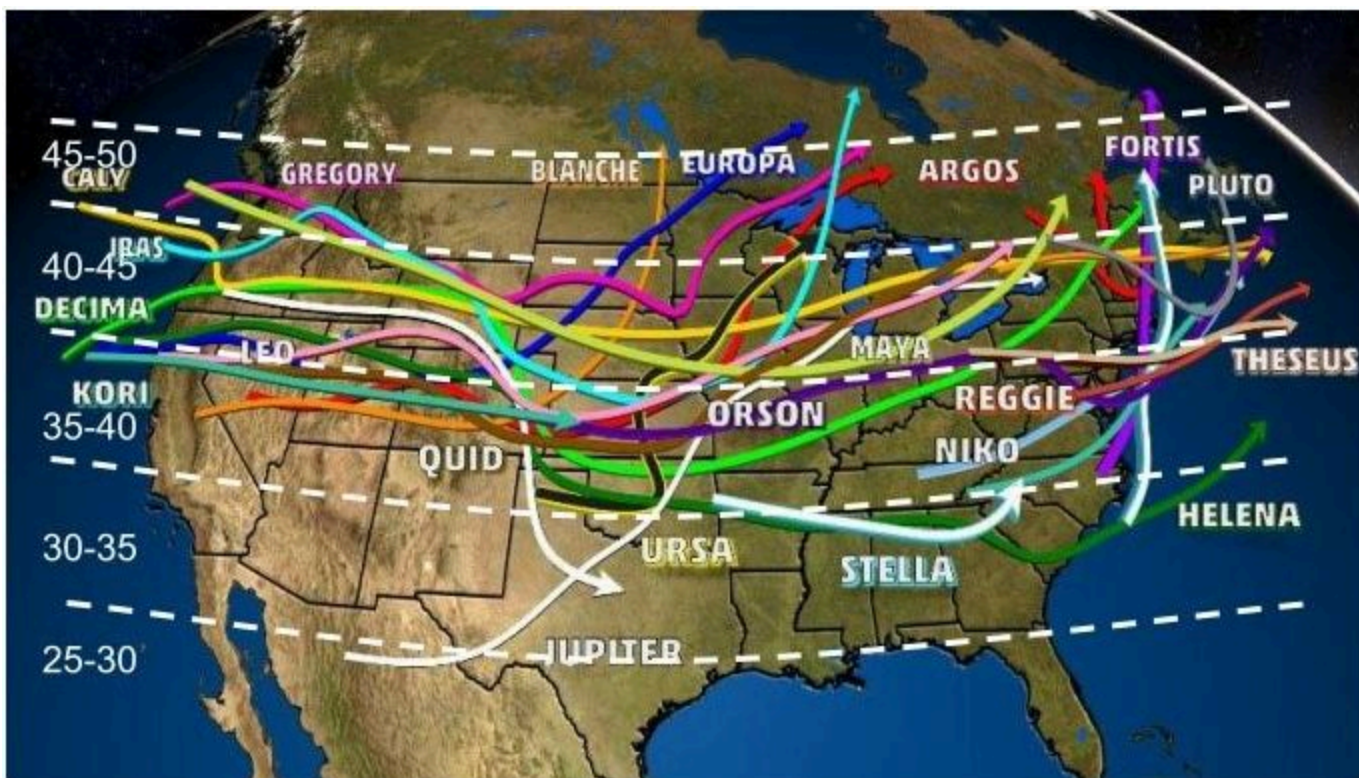 45-50
CALY
GREGORY
BLANCHE
EUROPA
ARGOS
FORTIS
PLUTO
IRAS
40-45
DECIMA
LEO
MAYA
THESEUS
KORI
35-40
ORSON
REGGIE
QUID
NIKO
HELENA
30-35
URSA
STELLA
25-30
JUPITER